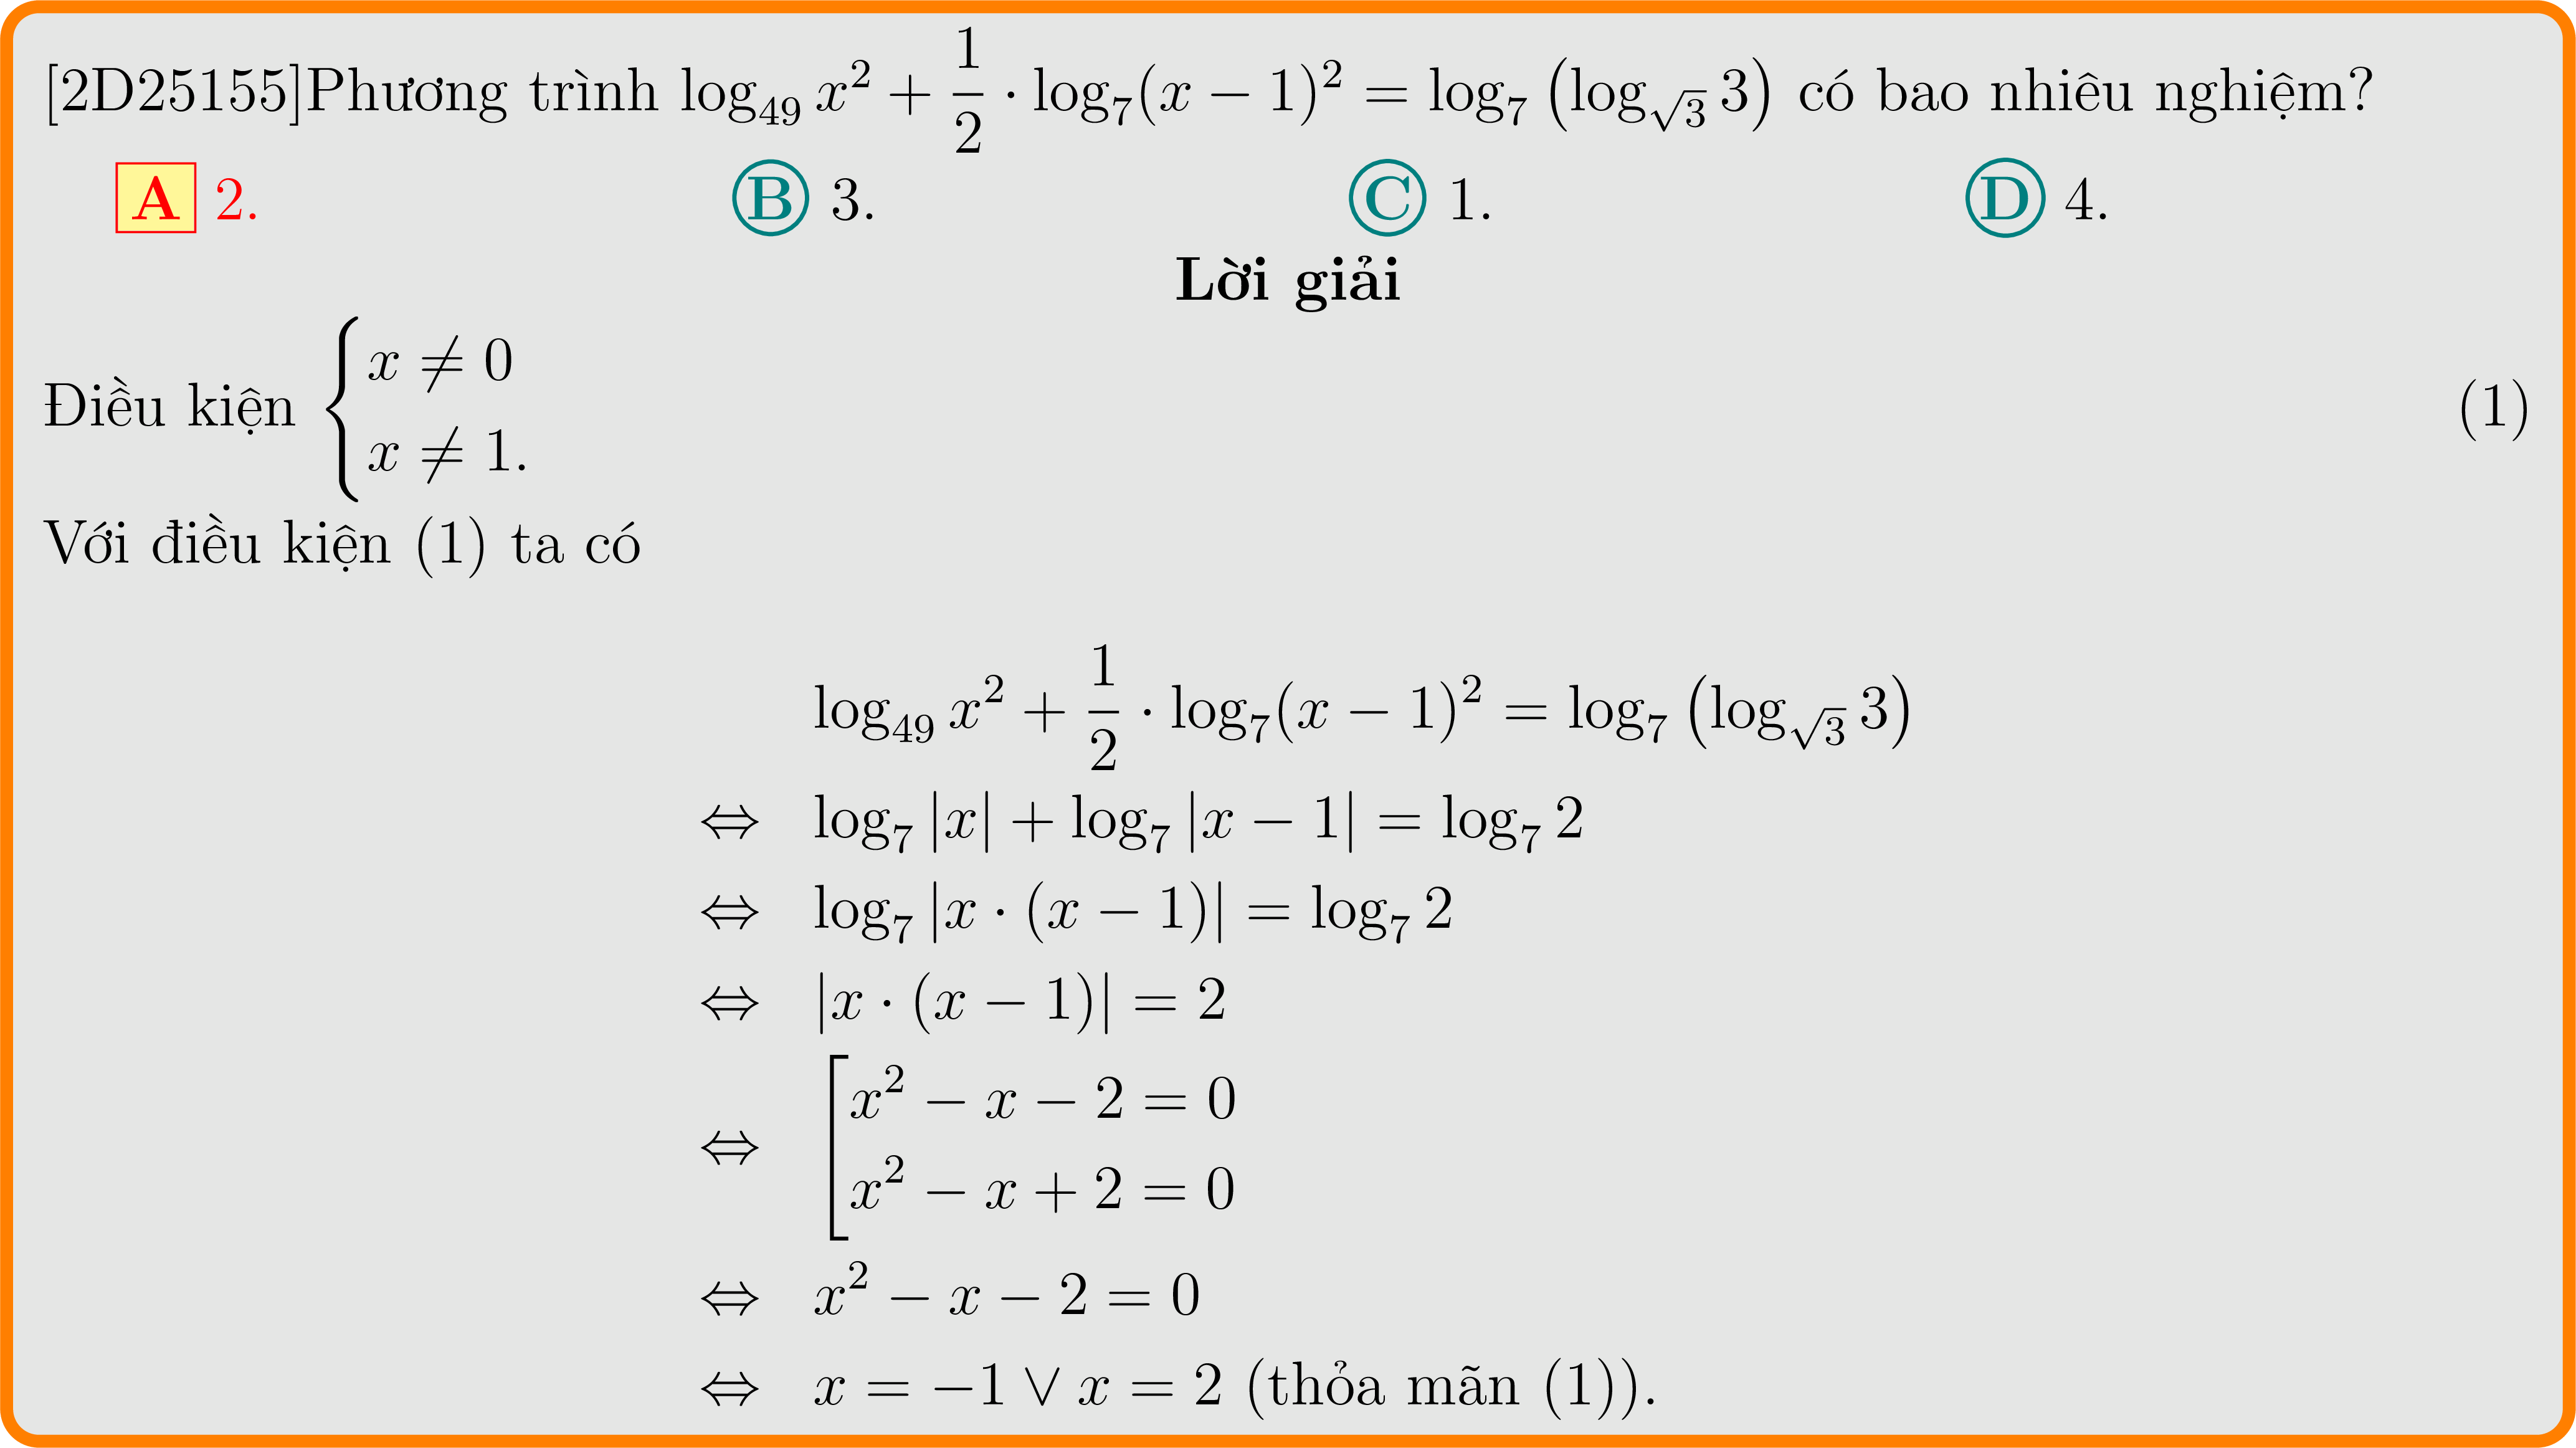 [2D25155]Phương trình $\log_{49} x^2 + \frac{1}{2} \cdot \log_7 (x-1)^2 = \log_7 \left( \log_{\sqrt{3}} 3 \right)$ có bao nhiêu nghiệm?
A 2. B 3. C 1. D 4.
Lời giải
Điều kiện $\begin{cases} x \neq 0 \\ x \neq 1. \end{cases}$ (1)
Với điều kiện (1) ta có
$\log_{49} x^2 + \frac{1}{2} \cdot \log_7 (x-1)^2 = \log_7 \left( \log_{\sqrt{3}} 3 \right)$
$\Leftrightarrow \log_7 |x| + \log_7 |x-1| = \log_7 2$
$\Leftrightarrow \log_7 |x \cdot (x-1)| = \log_7 2$
$\Leftrightarrow |x \cdot (x-1)| = 2$
$\Leftrightarrow \left[ \begin{array}{l} x^2 - x - 2 = 0 \\ x^2 - x + 2 = 0 \end{array} \right.$
$\Leftrightarrow x^2 - x - 2 = 0$
$\Leftrightarrow x = -1 \vee x = 2$ (thỏa mãn (1)).